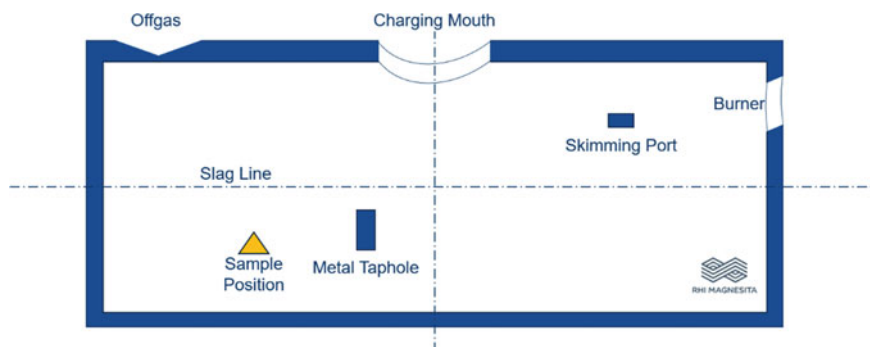 Offgas
Charging Mouth
Burner
Skimming Port
Slag Line
Sample
Position
Metal Taphole
RHI MAGNESITA